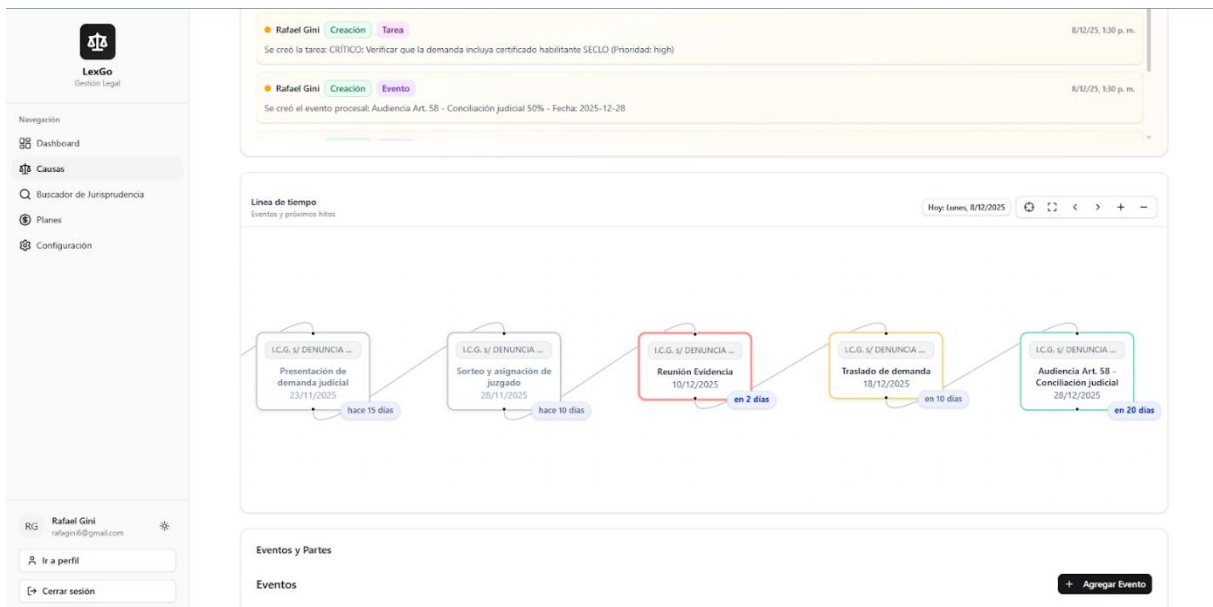 LexGo
Gestión Legal
Navegación
Dashboard
Causas
Buscador de Jurisprudencia
Planes
Configuración
RG
Rafael Gini
rafagini6@gmail.com
Ir a perfil
Cerrar sesión
Rafael Gini Creación Tarea 8/12/25, 1:30 p. m.
Se creó la tarea: CRÍTICO: Verificar que la demanda incluya certificado habilitante SECLO (Prioridad: high)
Rafael Gini Creación Evento 8/12/25, 1:30 p. m.
Se creó el evento procesal: Audiencia Art. 58 - Conciliación judicial 50% - Fecha: 2025-12-28
Línea de tiempo
Eventos y próximos hitos
Hoy: Lunes, 8/12/2025
I.C.G. s/ DENUNCIA ...
Presentación de
demanda judicial
23/11/2025
hace 15 días
I.C.G. s/ DENUNCIA ...
Sorteo y asignación de
juzgado
28/11/2025
hace 10 días
I.C.G. s/ DENUNCIA ...
Reunión Evidencia
10/12/2025
en 2 días
I.C.G. s/ DENUNCIA ...
Traslado de demanda
18/12/2025
en 10 días
I.C.G. s/ DENUNCIA ...
Audiencia Art. 58 -
Conciliación judicial
28/12/2025
en 20 días
Eventos y Partes
Eventos
+ Agregar Evento